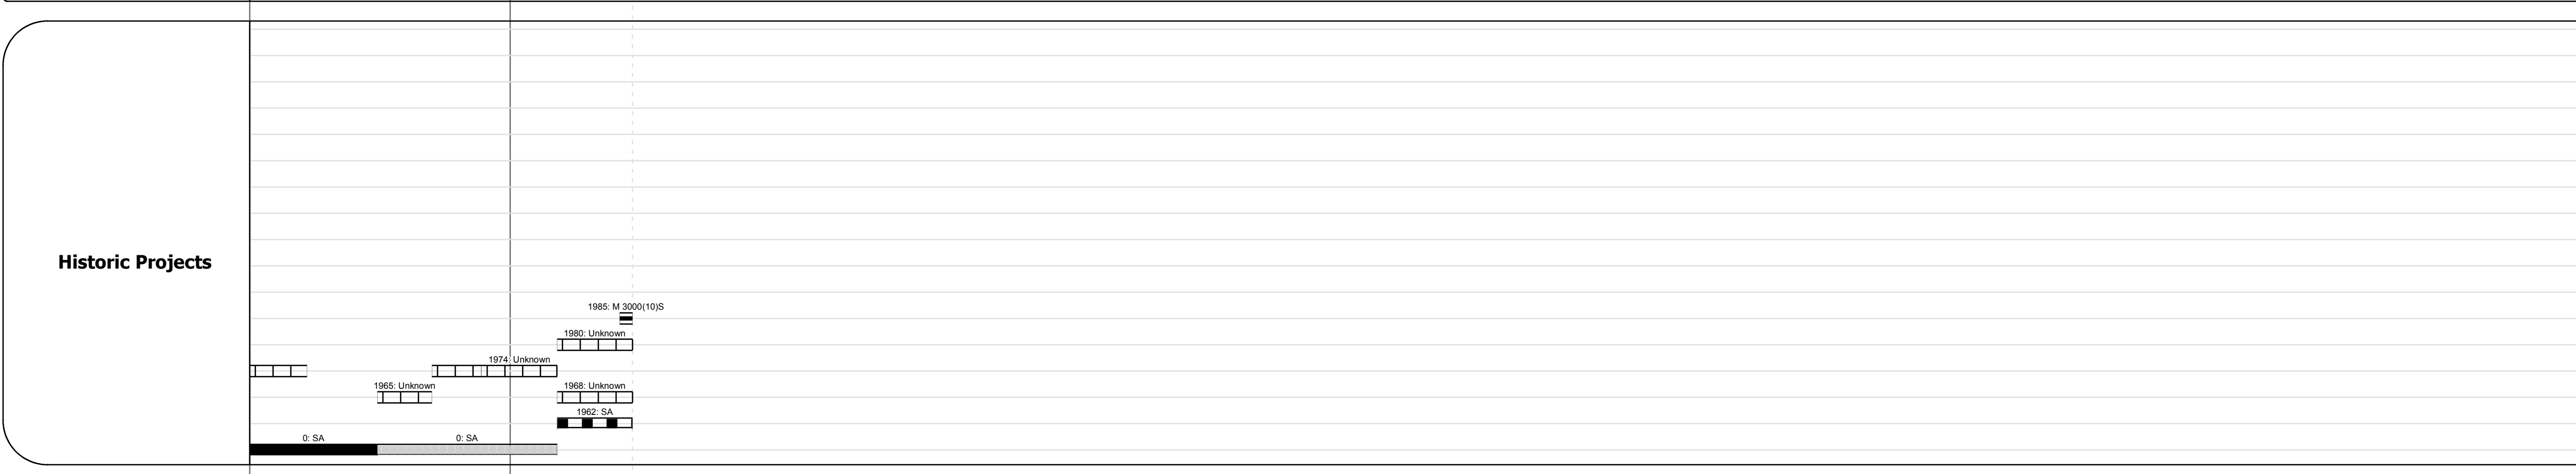 Historic Projects
1985: M 3000(10)S
1980: Unknown
1974: Unknown
1965: Unknown
1968: Unknown
1962: SA
0: SA
0: SA